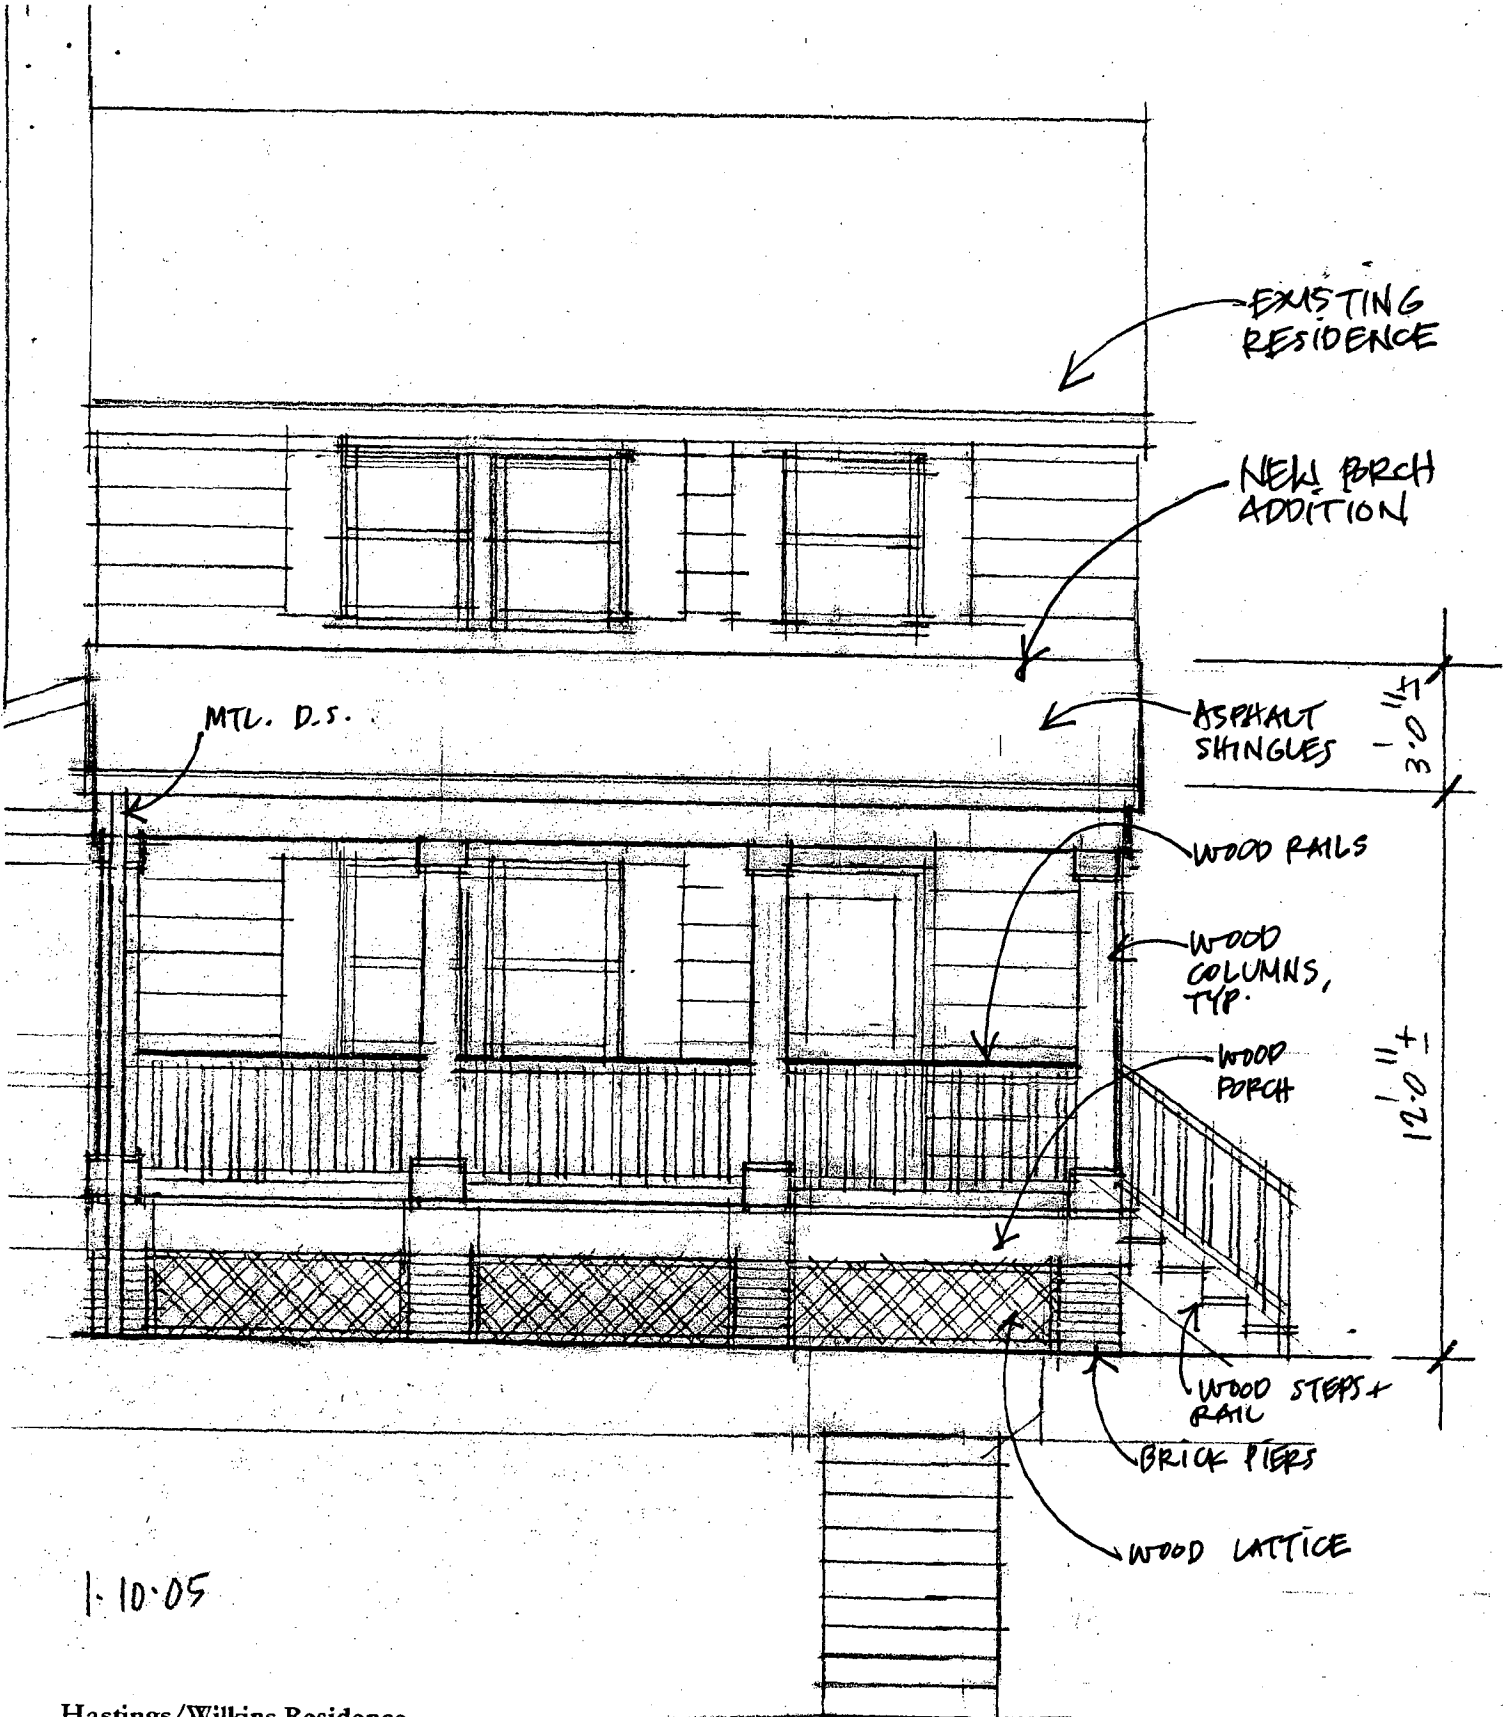 EXISTING
RESIDENCE
NEW PORCH
ADDITION
MTL. D.S.
ASPHALT
SHINGLES
3'-0"±
WOOD RAILS
WOOD
COLUMNS,
TYP.
WOOD
PORCH
12'-0"±
WOOD STEPS +
RAIL
BRICK PIERS
WOOD LATTICE
1·10·05
Hastings/Wilkins Residence